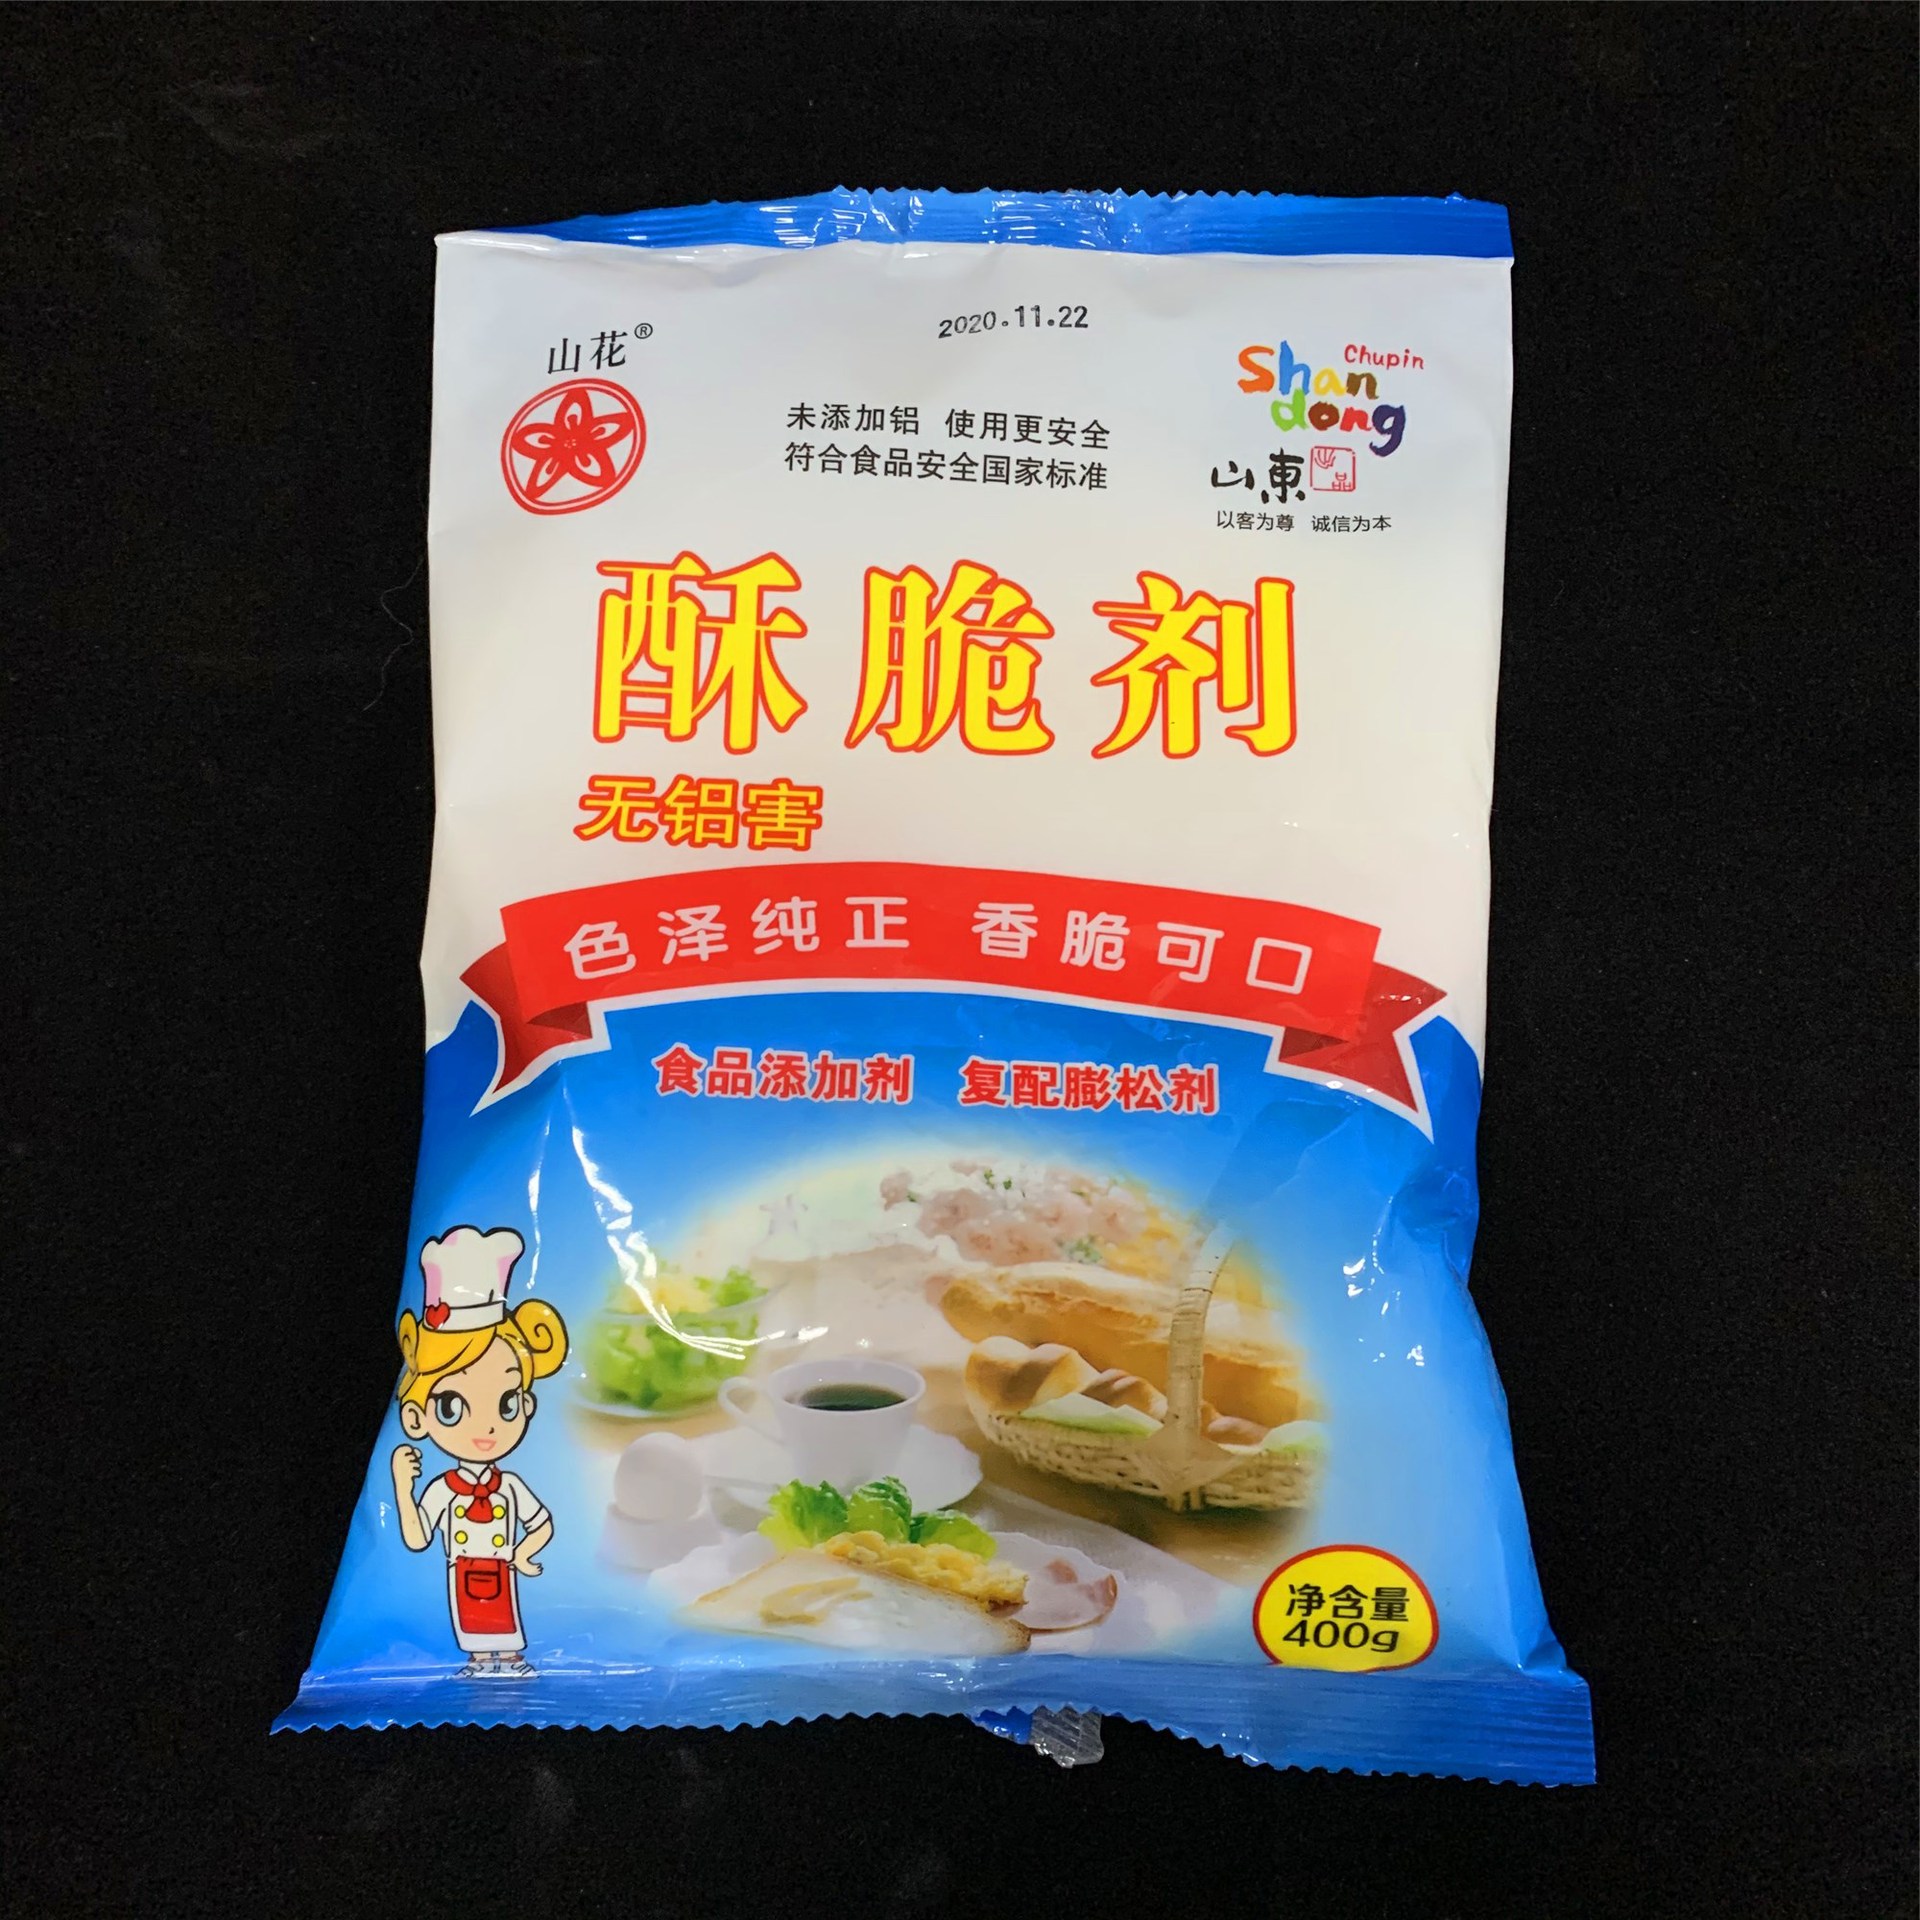 2020.11.22
山花®
Chupin
Shan
dong
未添加铝 使用更安全
符合食品安全国家标准
山東
出品
以客为尊 诚信为本
酥脆剂
无铝害
色泽纯正 香脆可口
食品添加剂 复配膨松剂
净含量
400g